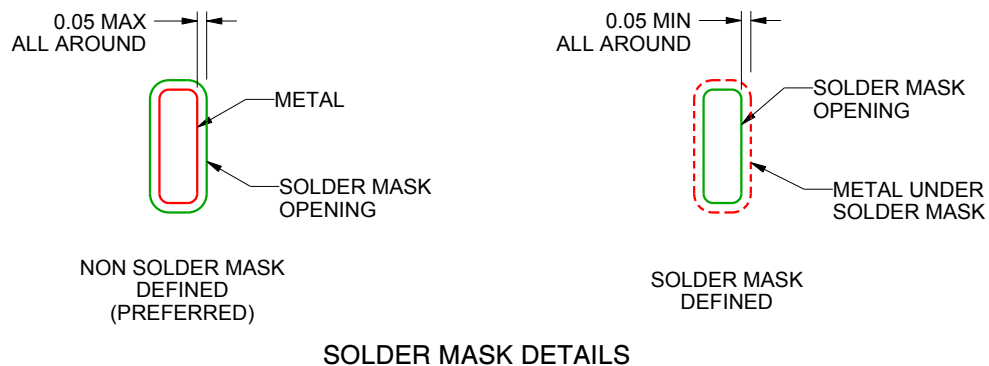 0.05 MAX
ALL AROUND
METAL
SOLDER MASK
OPENING
NON SOLDER MASK
DEFINED
(PREFERRED)
0.05 MIN
ALL AROUND
SOLDER MASK
OPENING
METAL UNDER
SOLDER MASK
SOLDER MASK
DEFINED
SOLDER MASK DETAILS